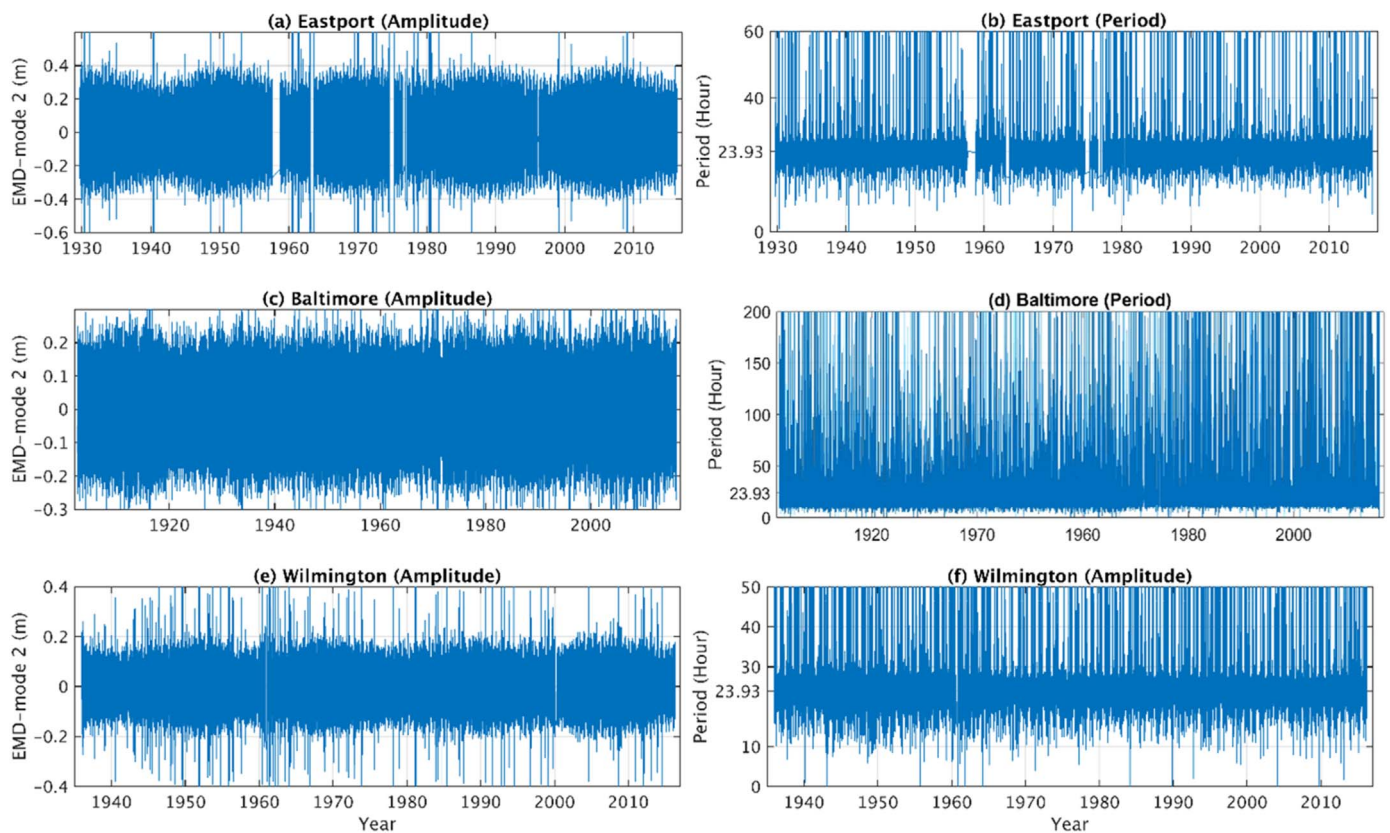 (a) Eastport (Amplitude)
EMD-mode 2 (m)
0.4
0.2
0
-0.2
-0.4
-0.6
1930 1940 1950 1960 1970 1980 1990 2000 2010
(b) Eastport (Period)
Period (Hour)
60
40
23.93
0
1930 1940 1950 1960 1970 1980 1990 2000 2010
(c) Baltimore (Amplitude)
EMD-mode 2 (m)
0.2
0.1
0
-0.1
-0.2
-0.3
1920 1940 1960 1980 2000
(d) Baltimore (Period)
Period (Hour)
200
150
100
50
23.93
0
1920 1970 1960 1980 2000
(e) Wilmington (Amplitude)
EMD-mode 2 (m)
0.4
0.2
0
-0.2
-0.4
1940 1950 1960 1970 1980 1990 2000 2010
Year
(f) Wilmington (Amplitude)
Period (Hour)
50
40
30
23.93
10
0
1940 1950 1960 1970 1980 1990 2000 2010
Year